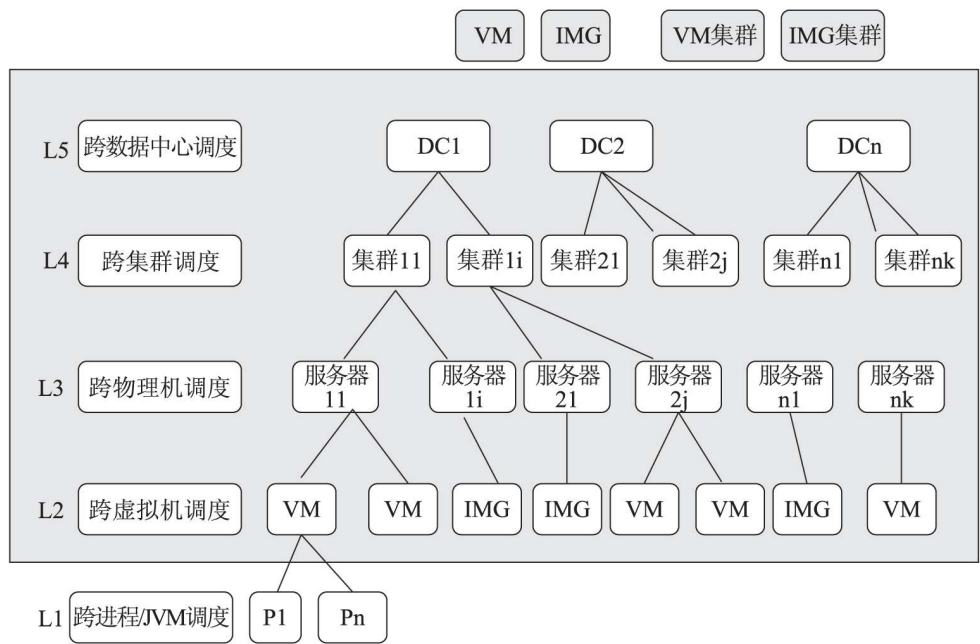 VM IMG VM集群 IMG集群
L5 跨数据中心调度 DC1 DC2 DCn
L4 跨集群调度 集群11 集群1i 集群21 集群2j 集群n1 集群nk
L3 跨物理机调度 服务器 服务器 服务器 服务器 服务器 服务器
11 1i 21 2j n1 nk
L2 跨虚拟机调度 VM VM IMG IMG VM VM IMG VM
L1 跨进程/JVM调度 P1 Pn